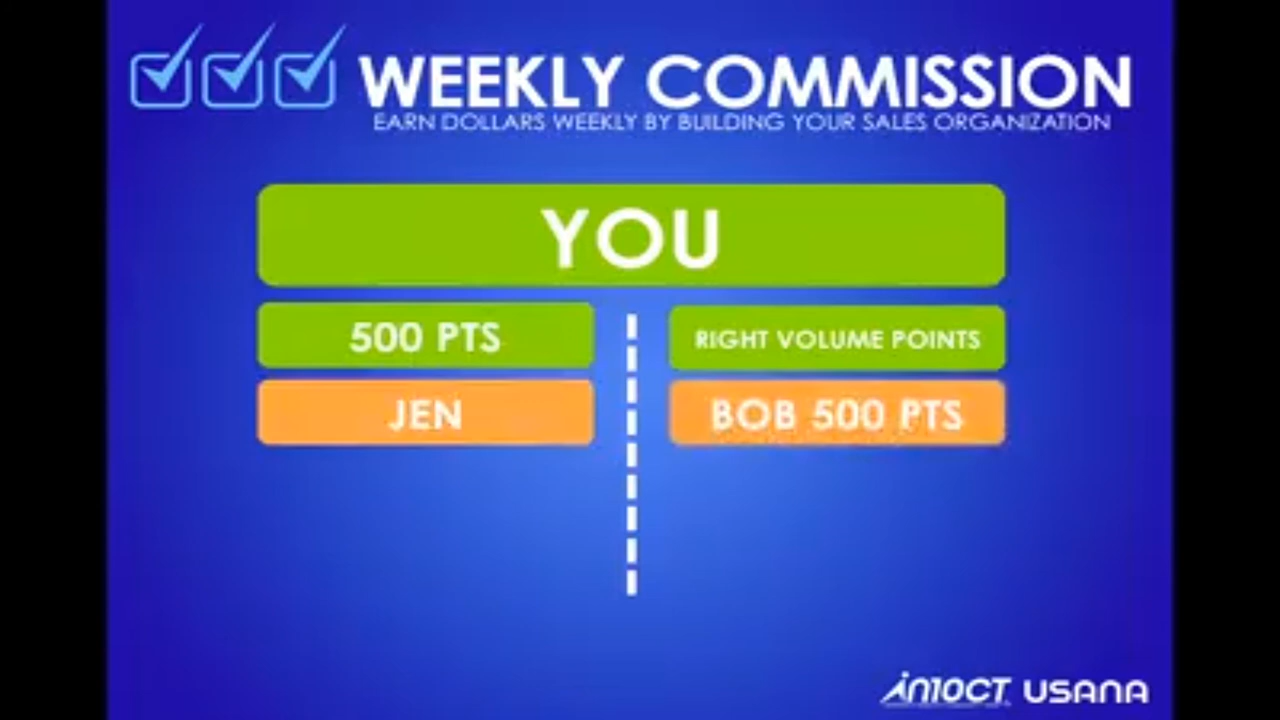 WEEKLY COMMISSION
EARN DOLLARS WEEKLY BY BUILDING YOUR SALES ORGANIZATION
YOU
500 PTS
RIGHT VOLUME POINTS
JEN
BOB 500 PTS
in10CT USANA